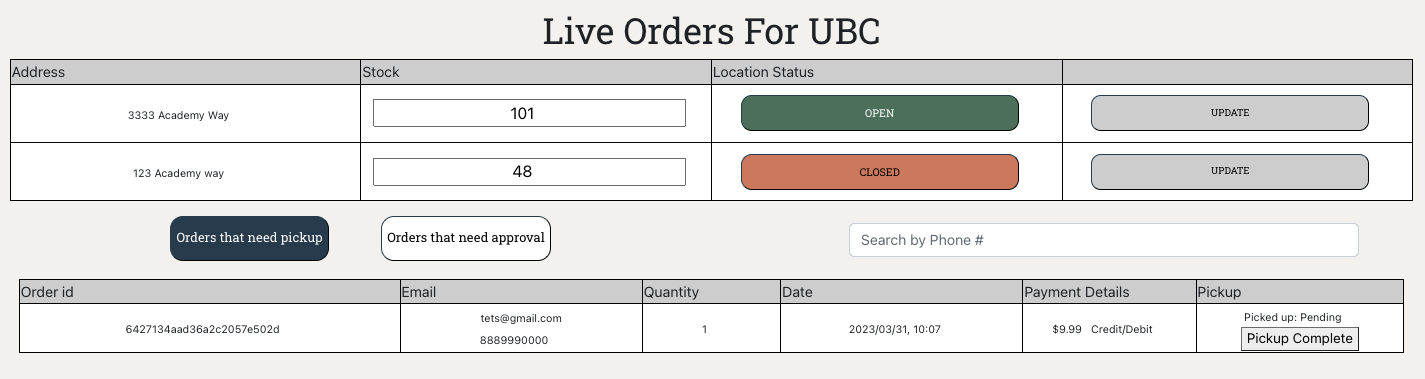 Live Orders For UBC
Address Stock Location Status
3333 Academy Way 101 OPEN UPDATE
123 Academy way 48 CLOSED UPDATE
Orders that need pickup Orders that need approval Search by Phone #
Order id Email Quantity Date Payment Details Pickup
6427134aad36a2c2057e502d tets@gmail.com 8889990000 1 2023/03/31, 10:07 $9.99 Credit/Debit Picked up: Pending
Pickup Complete